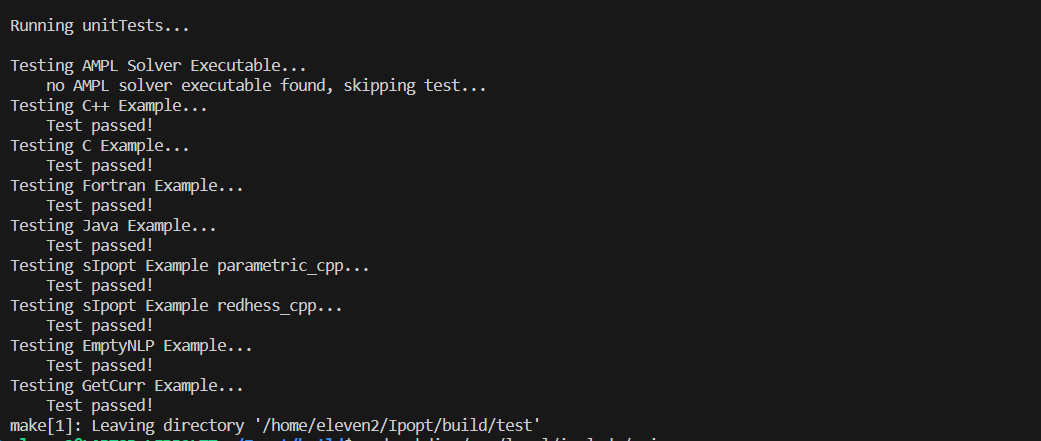 Running unitTests...
Testing AMPL Solver Executable...
no AMPL solver executable found, skipping test...
Testing C++ Example...
Test passed!
Testing C Example...
Test passed!
Testing Fortran Example...
Test passed!
Testing Java Example...
Test passed!
Testing sIpopt Example parametric_cpp...
Test passed!
Testing sIpopt Example redhess_cpp...
Test passed!
Testing EmptyNLP Example...
Test passed!
Testing GetCurr Example...
Test passed!
make[1]: Leaving directory '/home/eleven2/Ipopt/build/test'